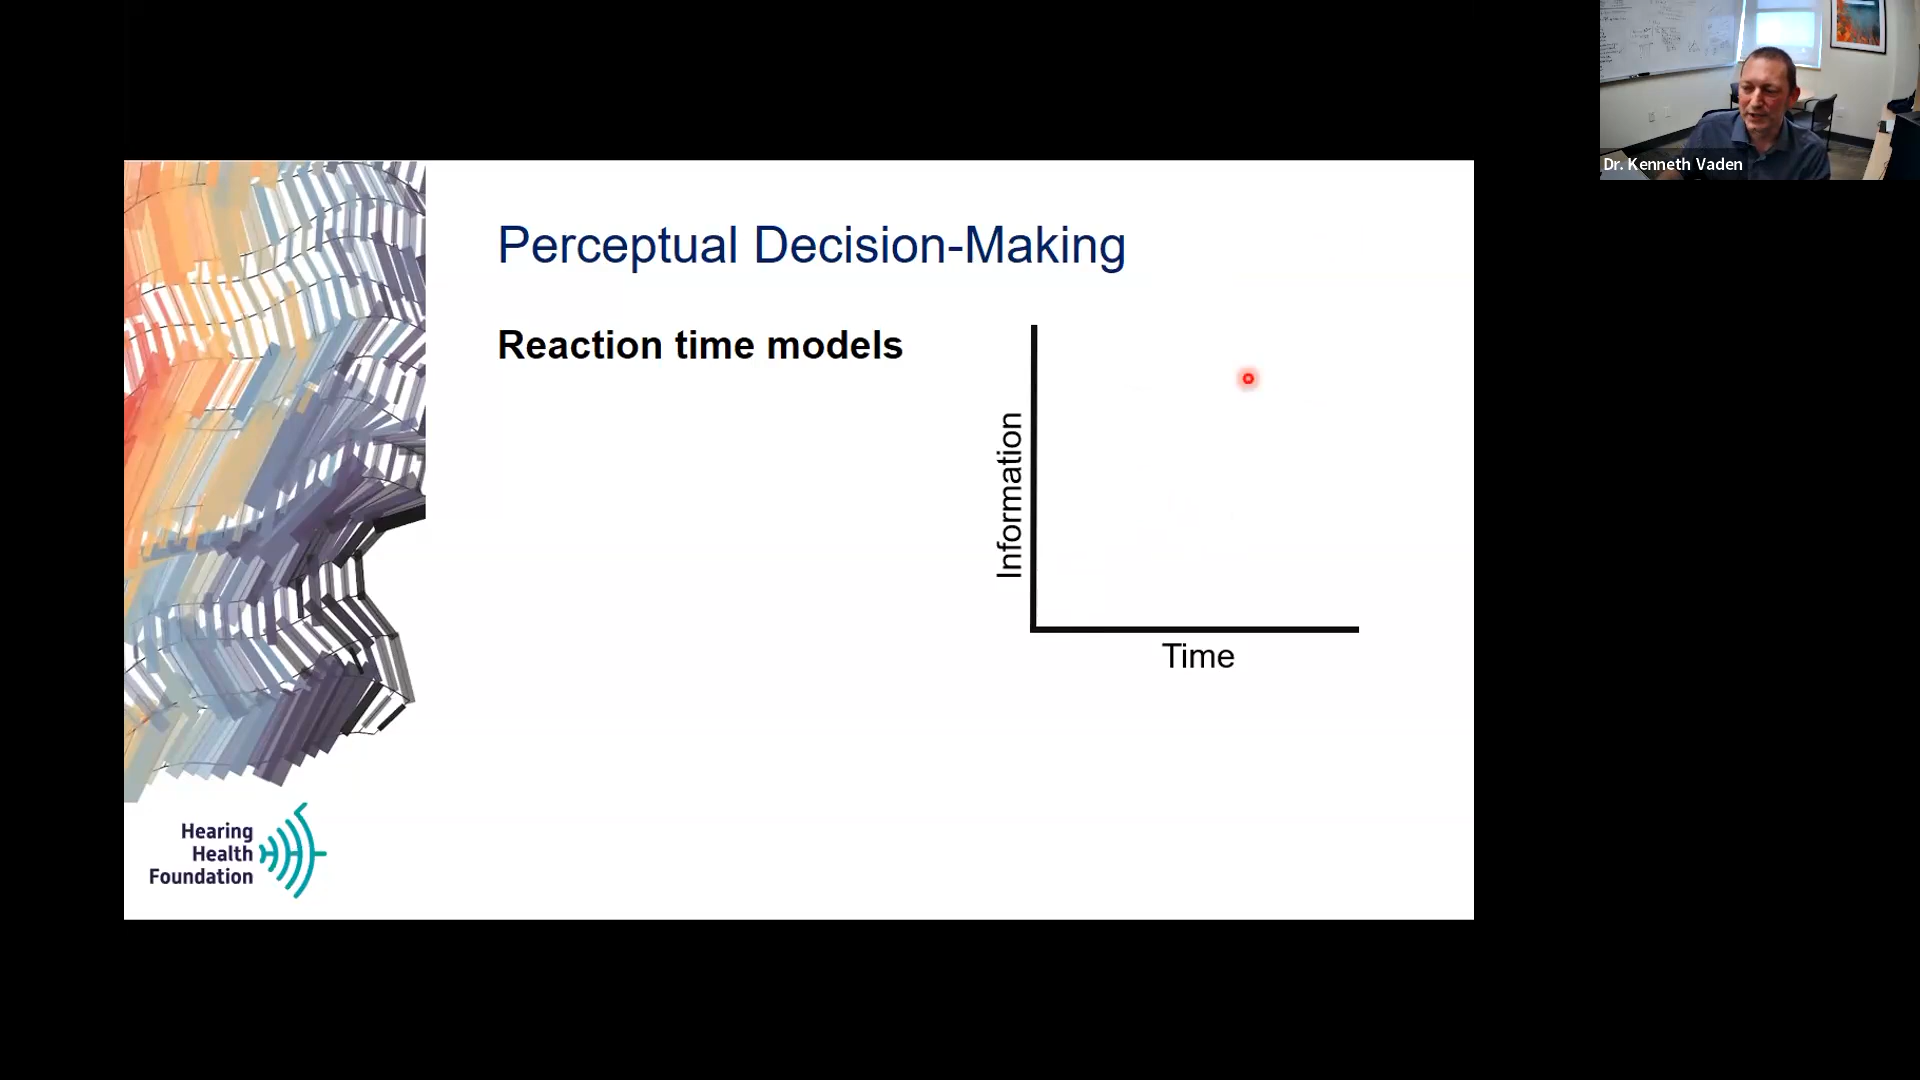 Dr. Kenneth Vaden
Perceptual Decision-Making
Reaction time models
Information
Time
Hearing
Health
Foundation